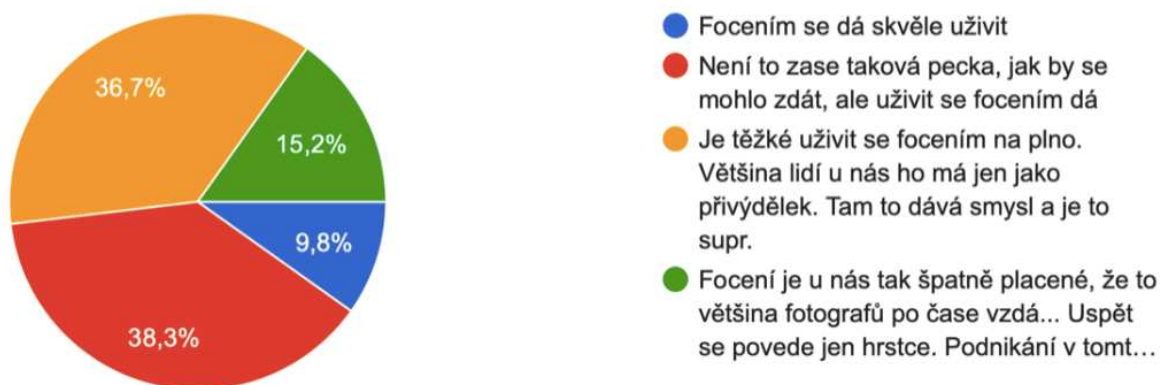 36,7%
15,2%
9,8%
38,3%
Focením se dá skvěle uživit
Není to zase taková pecka, jak by se
mohlo zdát, ale uživit se focením dá
Je těžké uživit se focením na plno.
Většina lidí u nás ho má jen jako
přivýdělek. Tam to dává smysl a je to
supr.
Focení je u nás tak špatně placené, že to
většina fotografů po čase vzdá... Uspět
se povede jen hrstce. Podnikání v tomt...